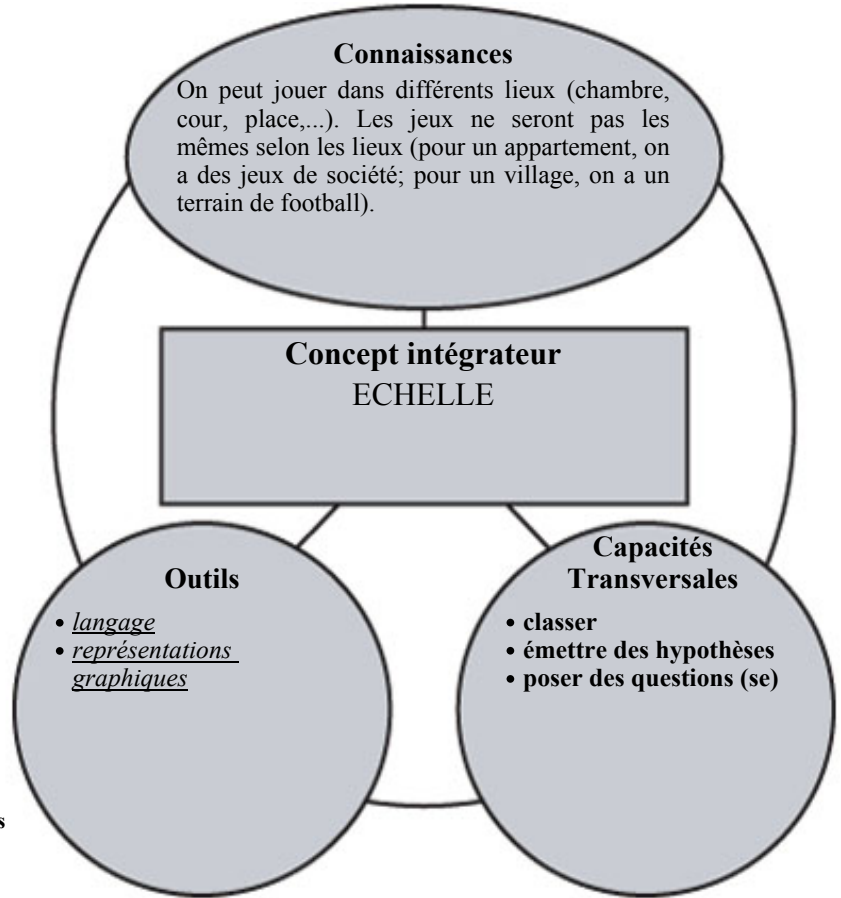 Connaissances
On peut jouer dans différents lieux (chambre,
cour, place,...). Les jeux ne seront pas les
mêmes selon les lieux (pour un appartement, on
a des jeux de société; pour un village, on a un
terrain de football).
Concept intégrateur
ECHELLE
Outils
• langage
• représentations
graphiques
Capacités
Transversales
• classer
• émettre des hypothèses
• poser des questions (se)
s